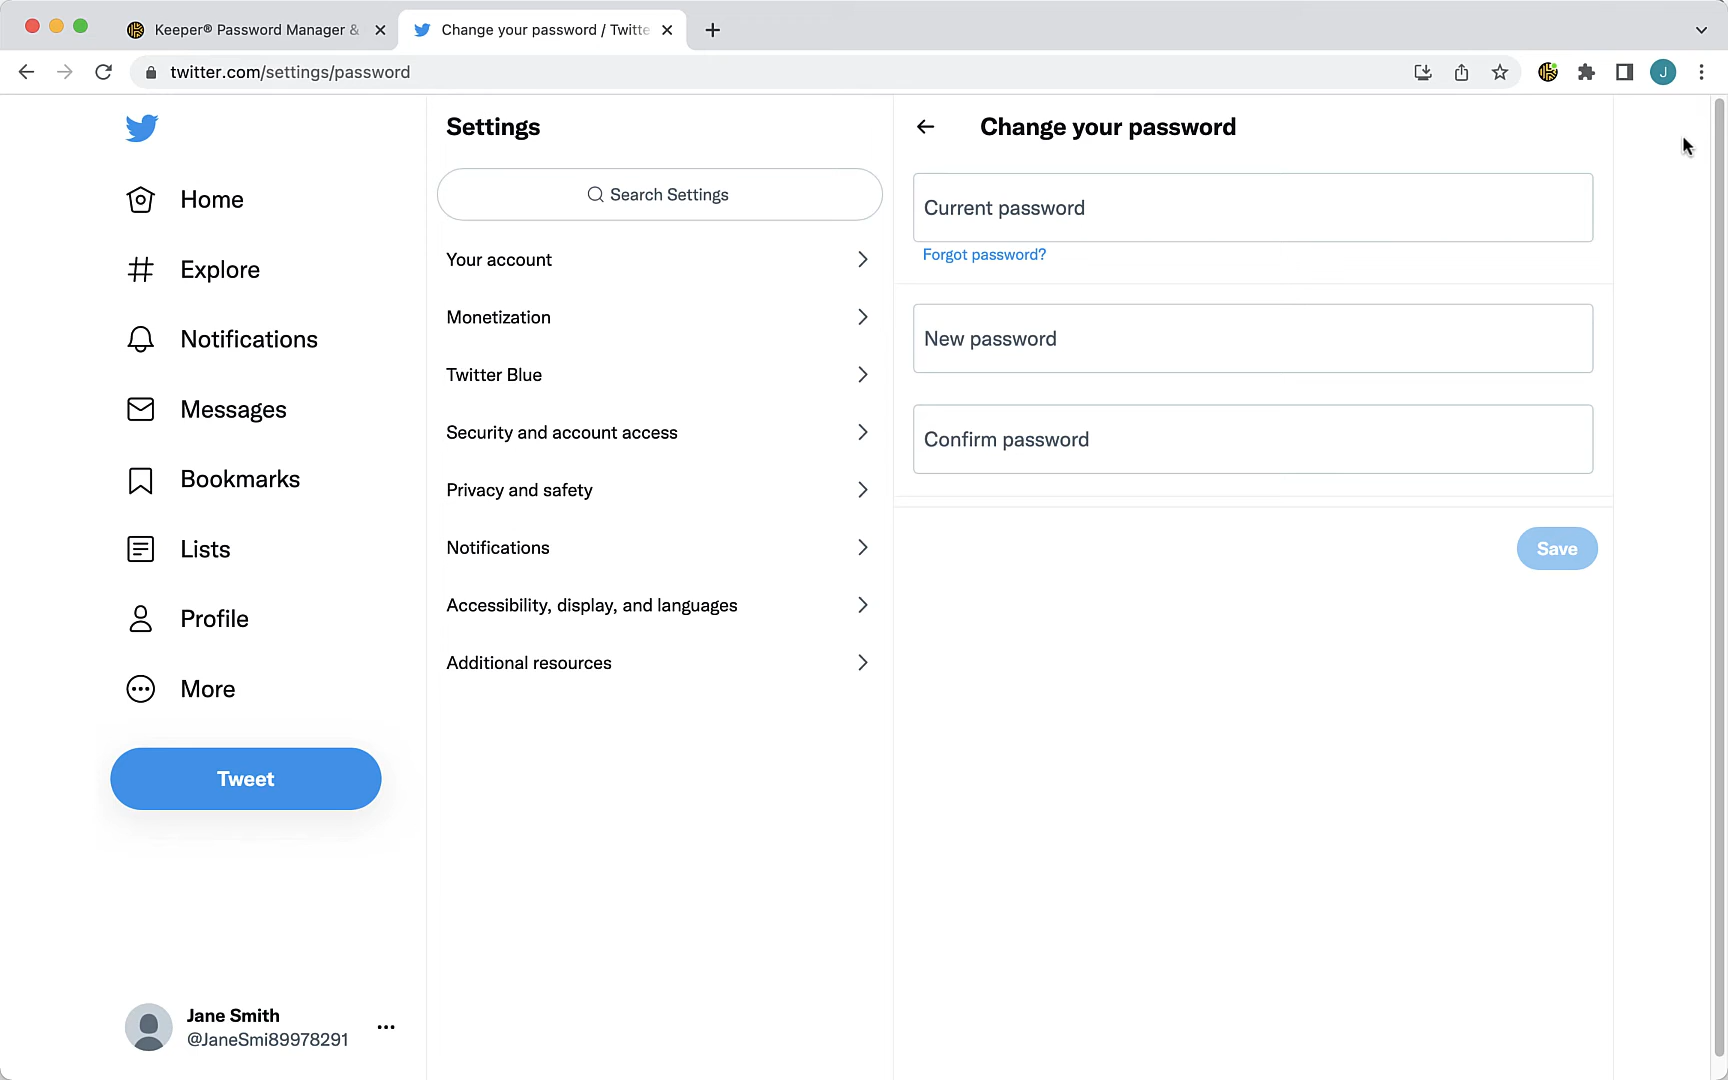 Keeper® Password Manager &
Change your password / Twitte
twitter.com/settings/password
J
Home
Explore
Notifications
Messages
Bookmarks
Lists
Profile
More
Tweet
Jane Smith
@JaneSmi89978291
Settings
Search Settings
Your account
Monetization
Twitter Blue
Security and account access
Privacy and safety
Notifications
Accessibility, display, and languages
Additional resources
Change your password
Current password
Forgot password?
New password
Confirm password
Save